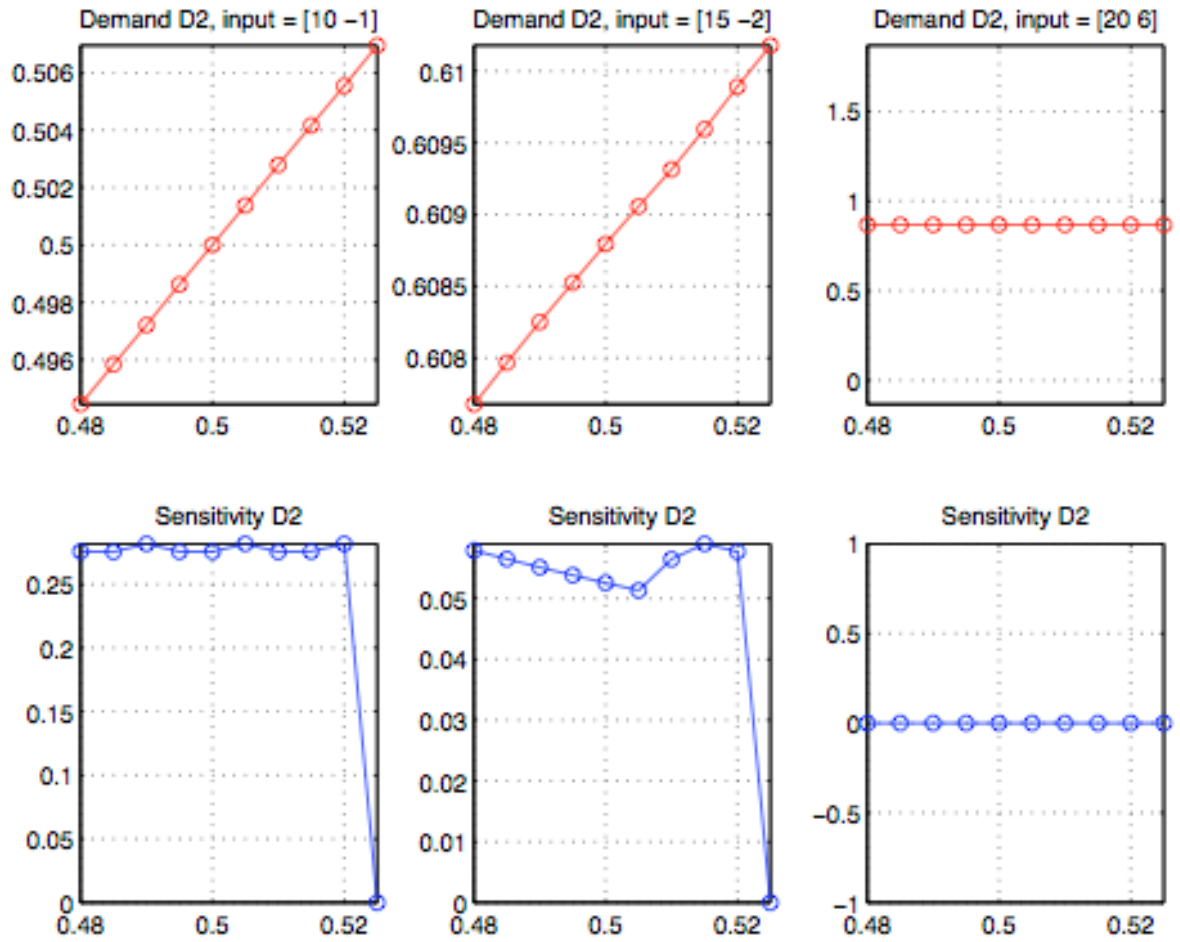 Demand D2, input = [10 −1]
0.506
0.504
0.502
0.5
0.498
0.496
0.48 0.5 0.52
Demand D2, input = [15 −2]
0.61
0.6095
0.609
0.6085
0.608
0.48 0.5 0.52
Demand D2, input = [20 6]
1.5
1
0.5
0
0.48 0.5 0.52
Sensitivity D2
0.25
0.2
0.15
0.1
0.05
0
0.48 0.5 0.52
Sensitivity D2
0.05
0.04
0.03
0.02
0.01
0
0.48 0.5 0.52
Sensitivity D2
1
0.5
0
−0.5
−1
0.48 0.5 0.52